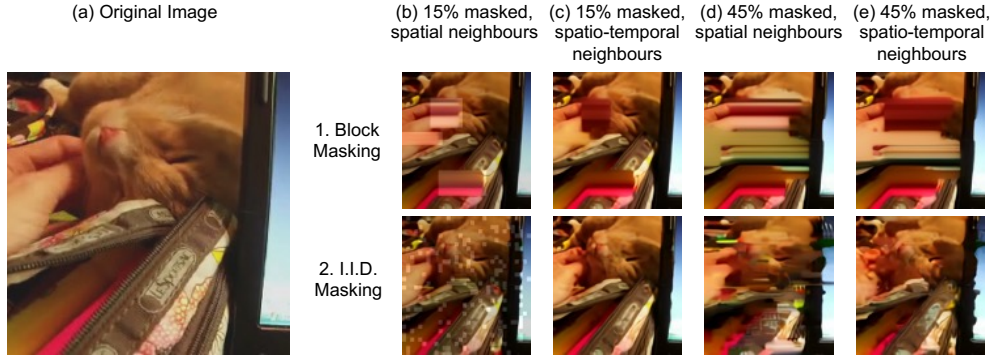 (a) Original Image
(b) 15% masked,
spatial neighbours
(c) 15% masked,
spatio-temporal
neighbours
(d) 45% masked,
spatial neighbours
(e) 45% masked,
spatio-temporal
neighbours
1. Block
Masking
2. I.I.D.
Masking